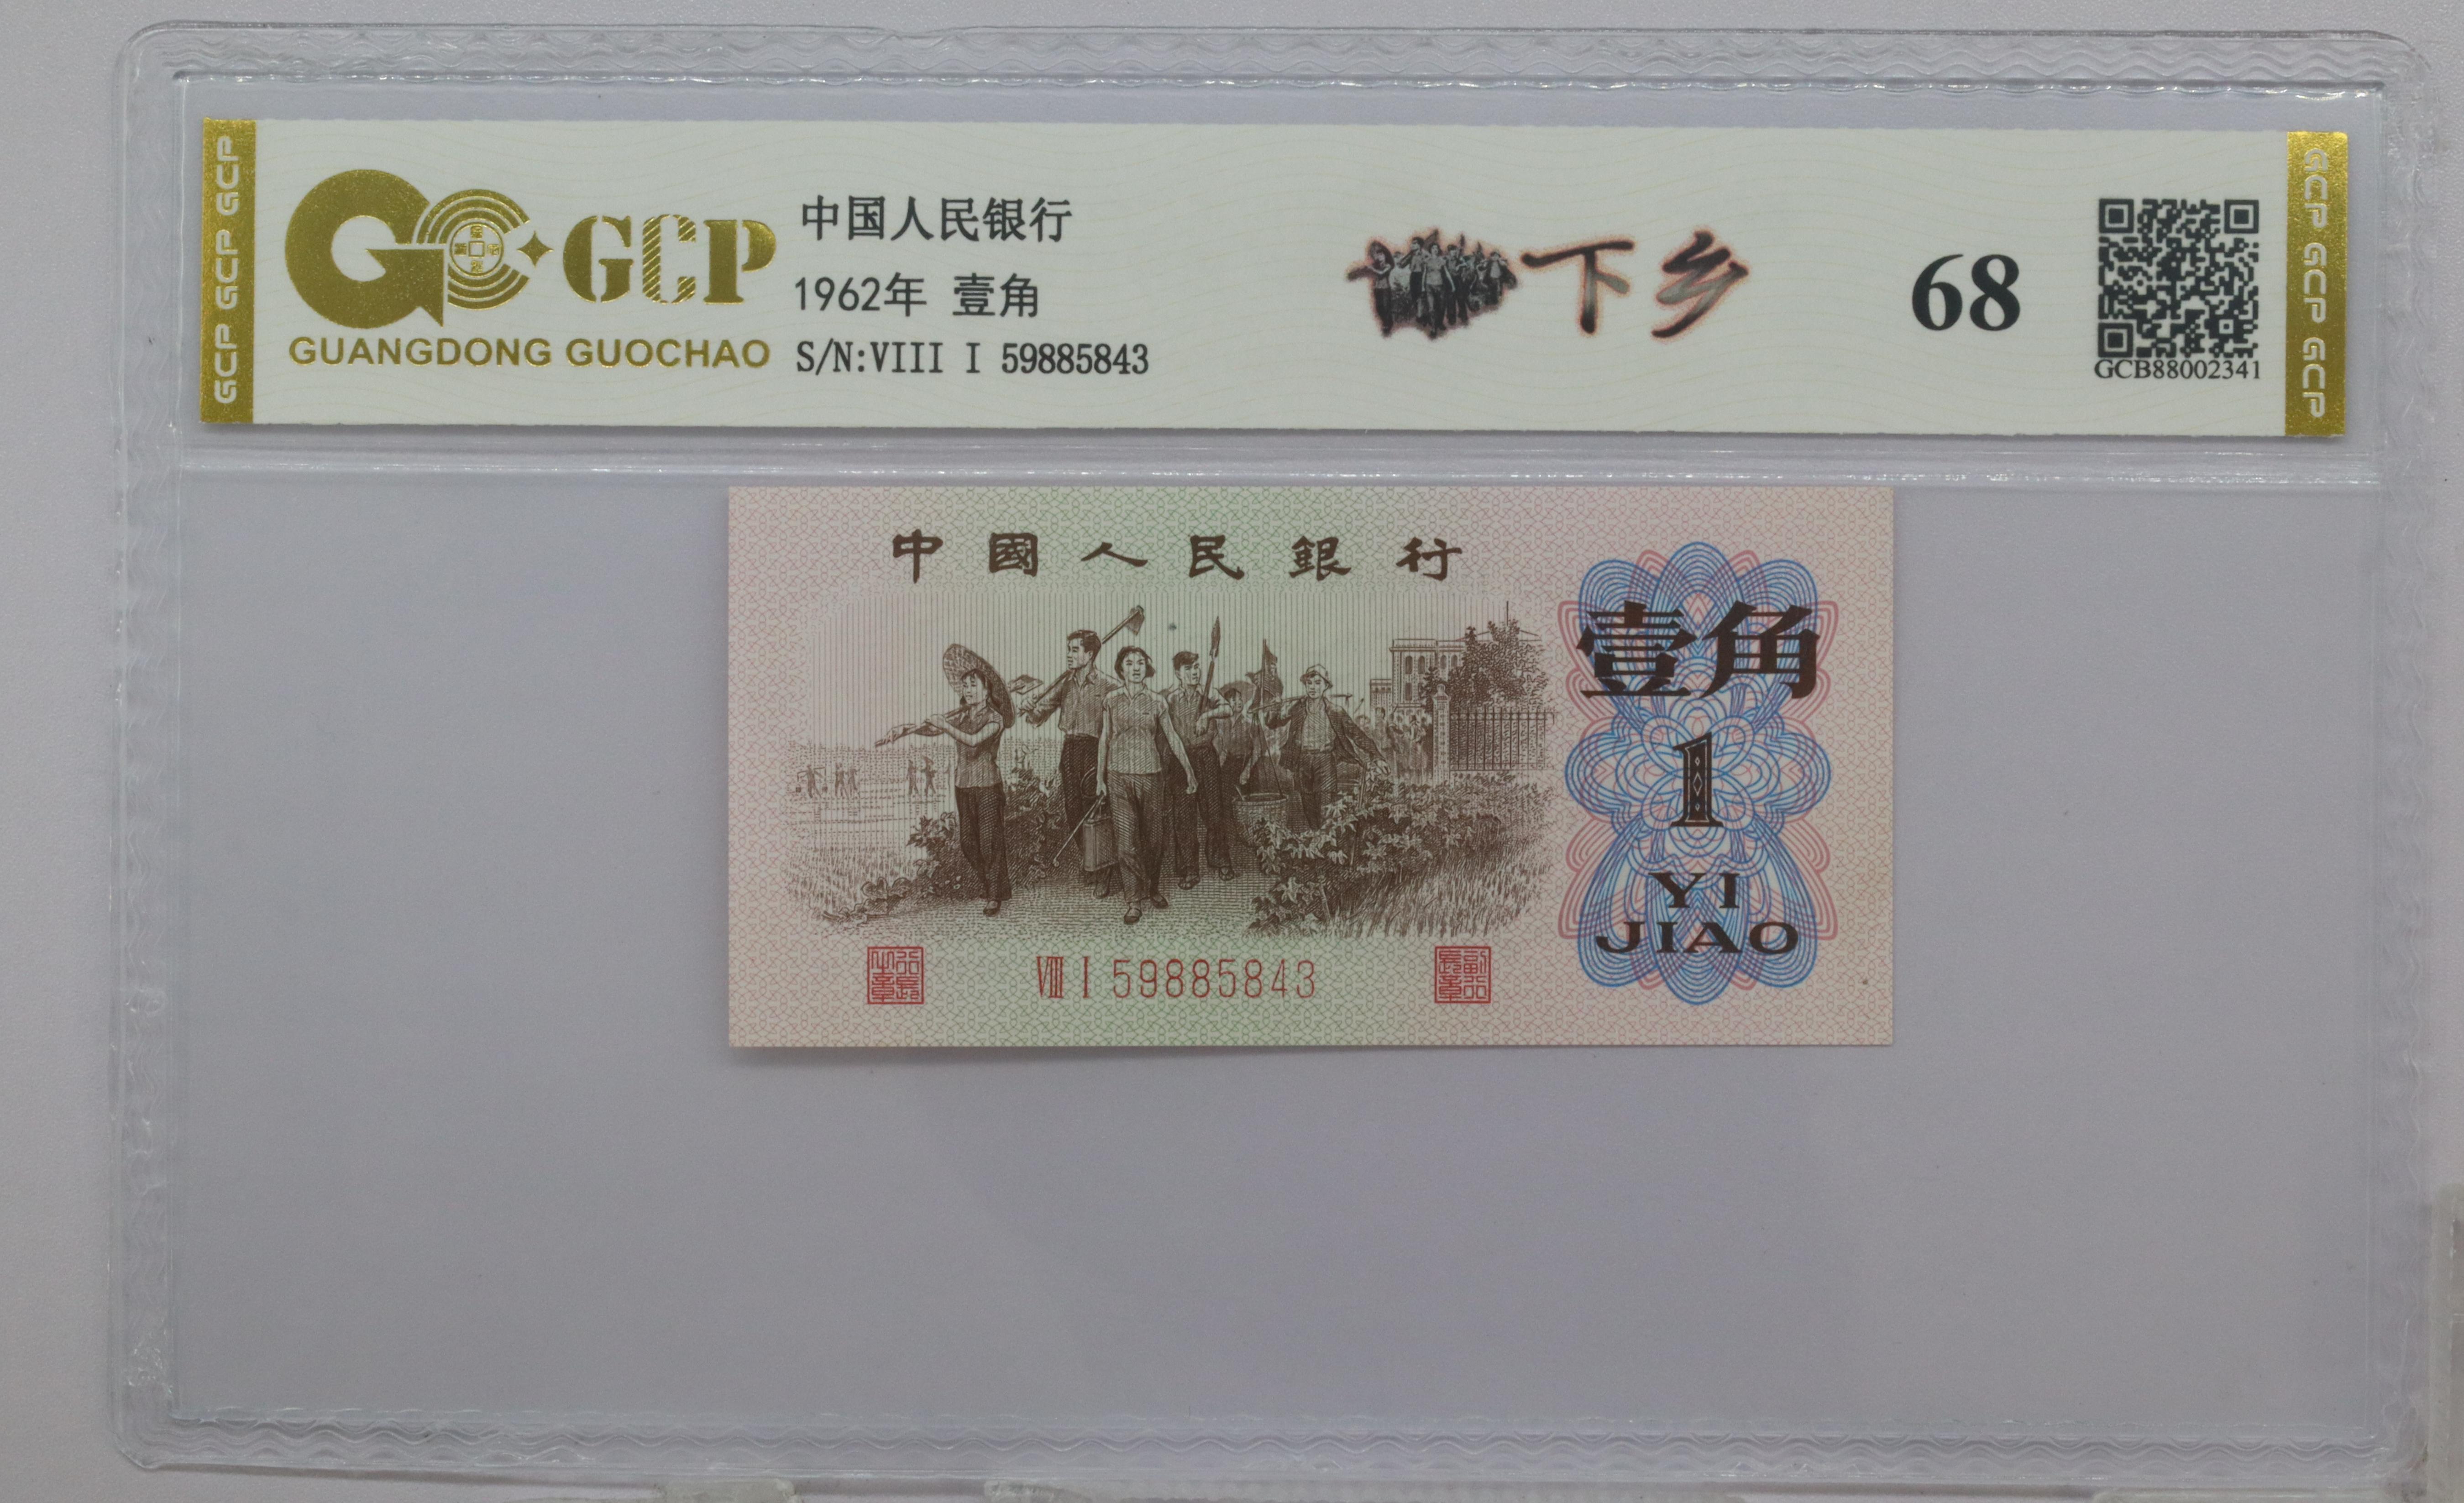 GCP GCP GCP
GCP
GUANGDONG GUOCHAO
中国人民银行
1962年 壹角
S/N:VIII I 59885843
下乡
68
GCB88002341
GCP GCP GCP
中國人民銀行
壹角
1
YI
JIAO
VIII I 59885843